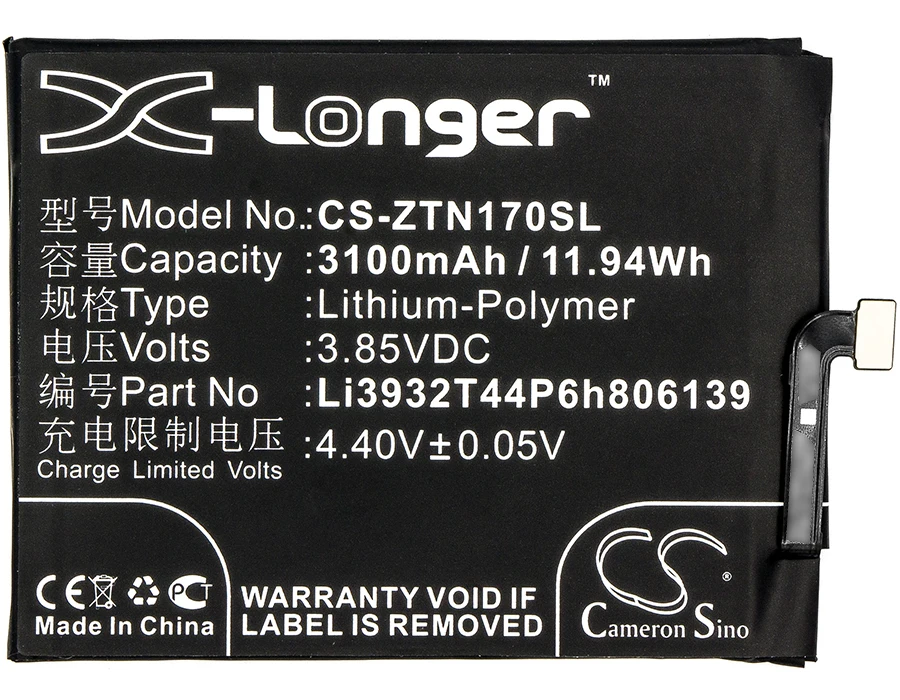 X-Longer™
型号Model No.:CS-ZTN170SL
容量Capacity :3100mAh / 11.94Wh
规格Type :Lithium-Polymer
电压Volts :3.85VDC
编号Part No :Li3932T44P6h806139
充电限制电压 :4.40V±0.05V
Charge Limited Volts
CE PCT
Made In China
WARRANTY VOID IF
LABEL IS REMOVED
CS®
Cameron Sino